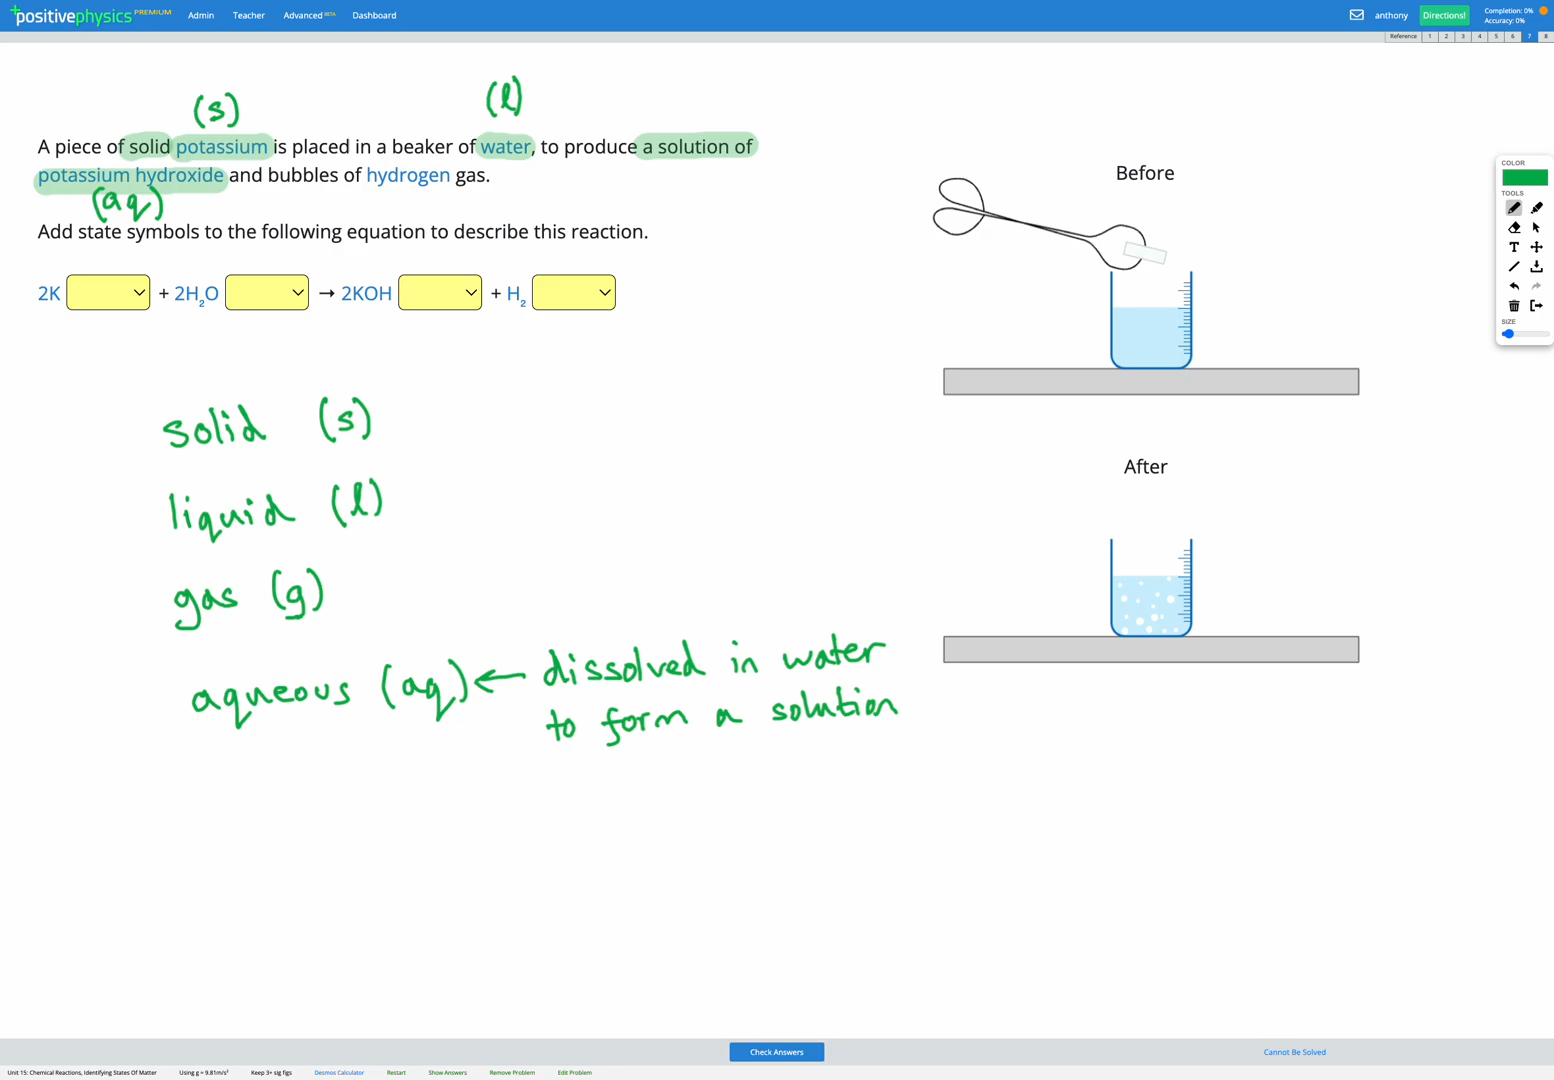 positivephysics PREMIUM Admin Teacher Advanced BETA Dashboard anthony Directions! Completion: 0%
Accuracy: 0%
Reference 1 2 3 4 5 6 7 8
(s) (l)
A piece of solid potassium is placed in a beaker of water, to produce a solution of
potassium hydroxide and bubbles of hydrogen gas.
(aq)
Add state symbols to the following equation to describe this reaction.
2K + 2H₂O → 2KOH + H₂
solid (s)
liquid (l)
gas (g)
aqueous (aq) ← dissolved in water
to form a solution
Before
After
COLOR
TOOLS
T
SIZE
Check Answers
Cannot Be Solved
Unit 15: Chemical Reactions, Identifying States Of Matter Using g = 9.81m/s² Keep 3+ sig figs Desmos Calculator Restart Show Answers Remove Problem Edit Problem